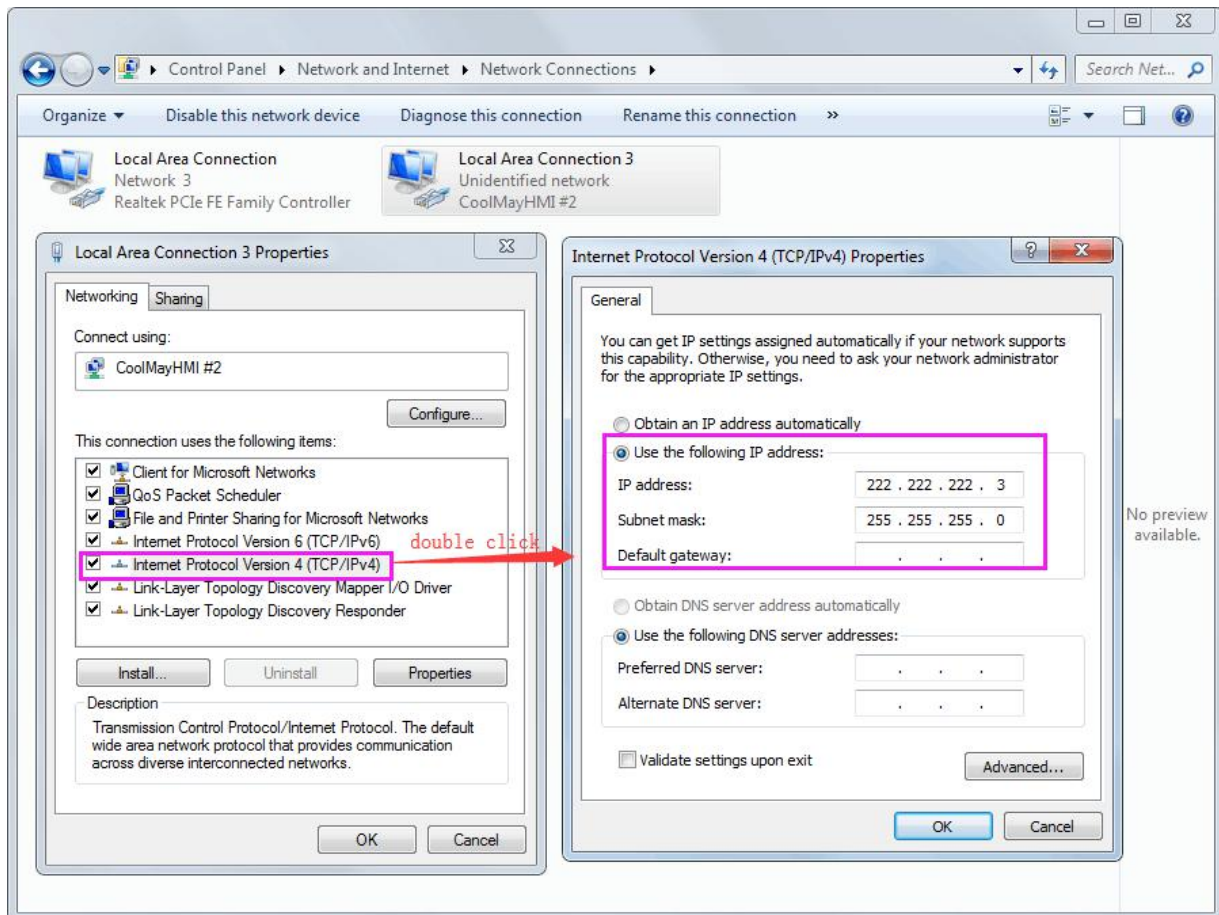 Control Panel ▸ Network and Internet ▸ Network Connections ▸
Search Net...
Organize ▾ Disable this network device Diagnose this connection Rename this connection »
Local Area Connection
Network 3
Realtek PCIe FE Family Controller
Local Area Connection 3
Unidentified network
CoolMayHMI #2
Local Area Connection 3 Properties
Networking Sharing
Connect using:
CoolMayHMI #2
Configure...
This connection uses the following items:
Client for Microsoft Networks
QoS Packet Scheduler
File and Printer Sharing for Microsoft Networks
Internet Protocol Version 6 (TCP/IPv6)
Internet Protocol Version 4 (TCP/IPv4)
Link-Layer Topology Discovery Mapper I/O Driver
Link-Layer Topology Discovery Responder
double click
Install... Uninstall Properties
Description
Transmission Control Protocol/Internet Protocol. The default
wide area network protocol that provides communication
across diverse interconnected networks.
OK Cancel
Internet Protocol Version 4 (TCP/IPv4) Properties
General
You can get IP settings assigned automatically if your network supports
this capability. Otherwise, you need to ask your network administrator
for the appropriate IP settings.
Obtain an IP address automatically
Use the following IP address:
IP address: 222 . 222 . 222 . 3
Subnet mask: 255 . 255 . 255 . 0
Default gateway: . . .
Obtain DNS server address automatically
Use the following DNS server addresses:
Preferred DNS server: . . .
Alternate DNS server: . . .
Validate settings upon exit
Advanced...
OK Cancel
No preview
available.